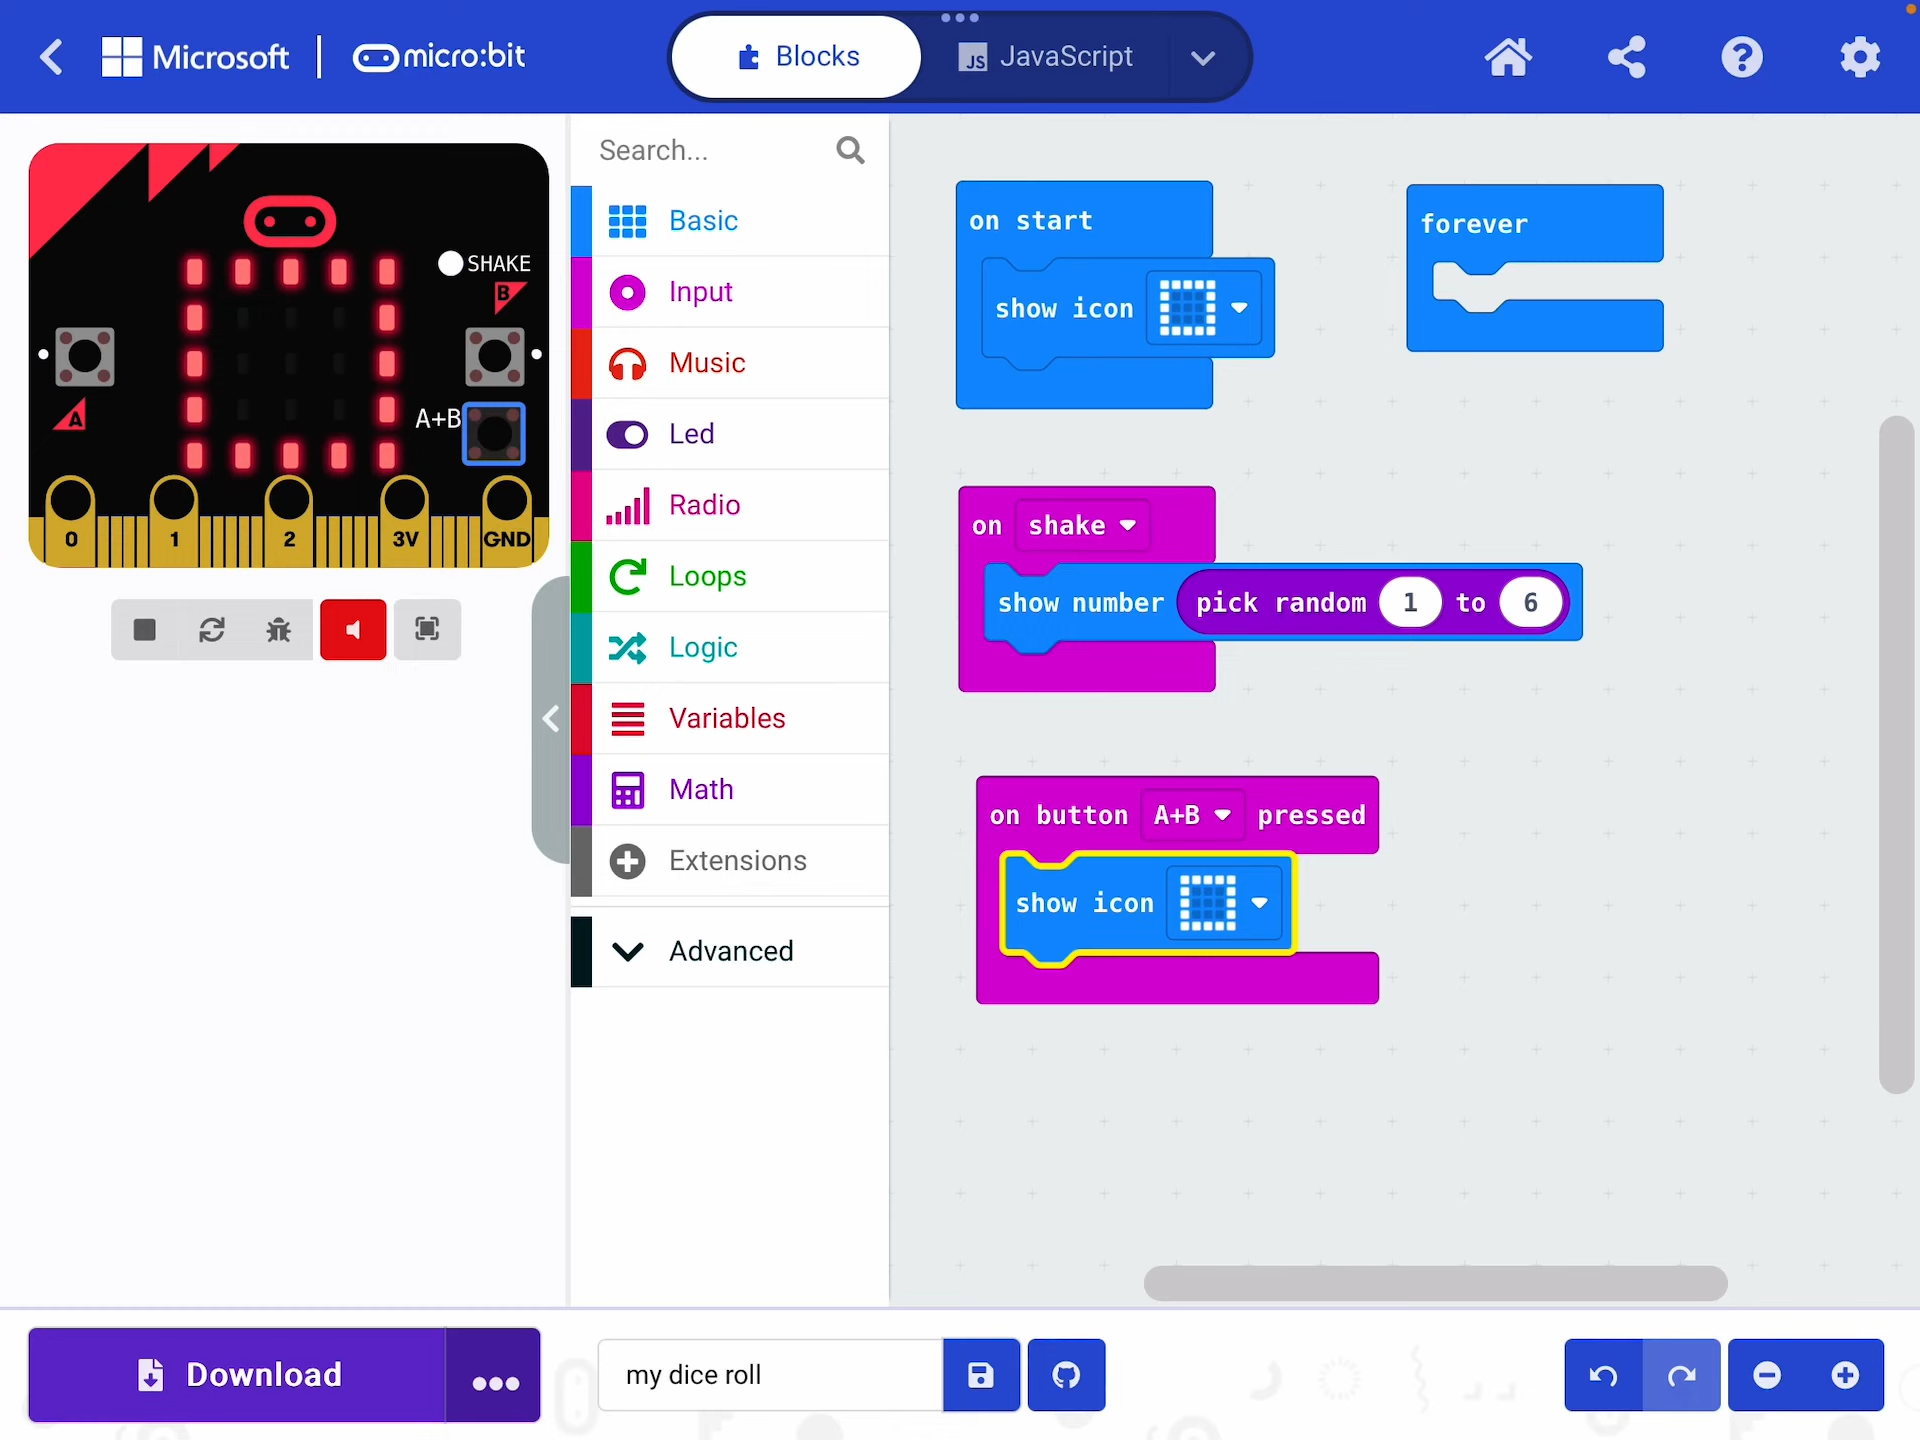 Microsoft | micro:bit
Blocks
JS JavaScript
SHAKE
B
A
A+B
0 1 2 3V GND
Search...
Basic
Input
Music
Led
Radio
Loops
Logic
Variables
Math
Extensions
Advanced
on start
show icon
forever
on shake
show number pick random 1 to 6
on button A+B pressed
show icon
Download
my dice roll